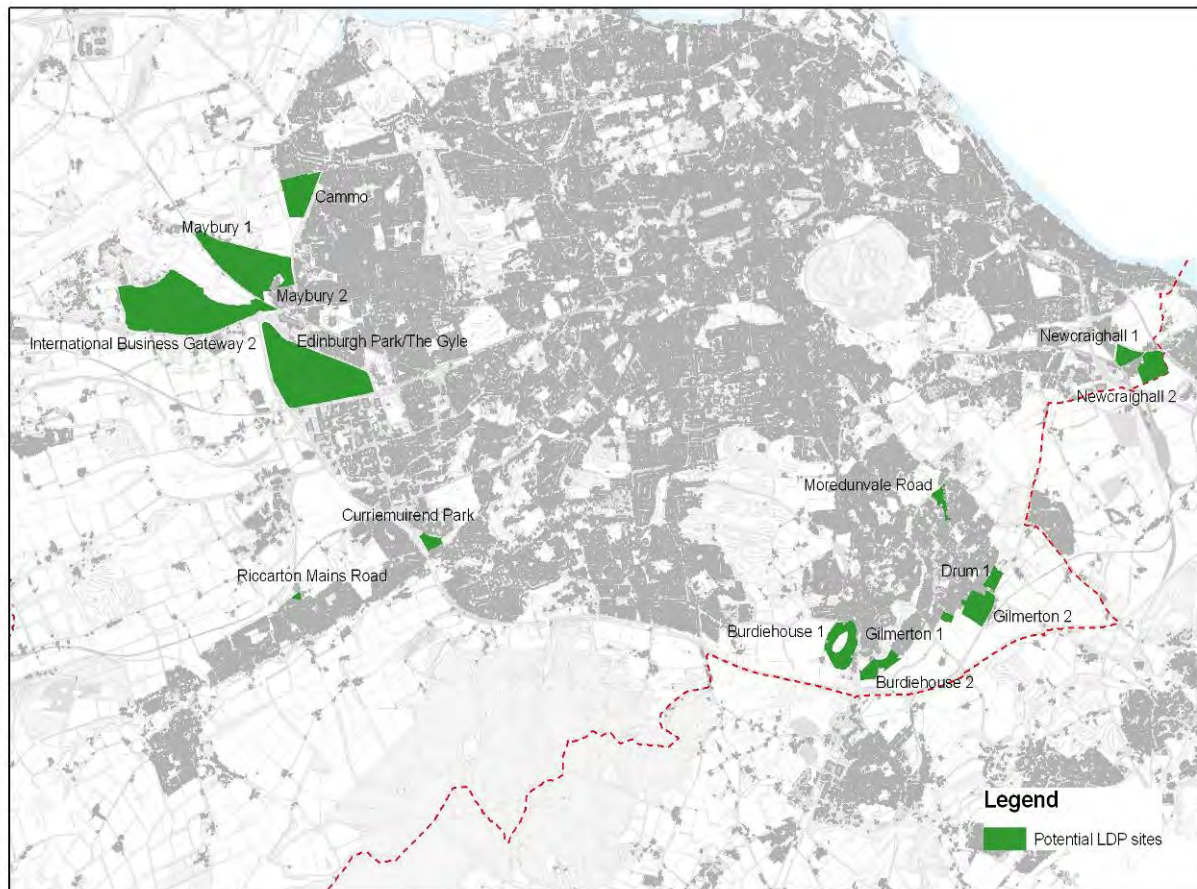 Cammo
Maybury 1
Maybury 2
International Business Gateway 2
Edinburgh Park/The Gyle
Newcraighall 1
Newcraighall 2
Moredunvale Road
Curriemuirend Park
Riccarton Mains Road
Drum 1
Gilmerton 2
Burdiehouse 1
Gilmerton 1
Burdiehouse 2
Legend
Potential LDP sites